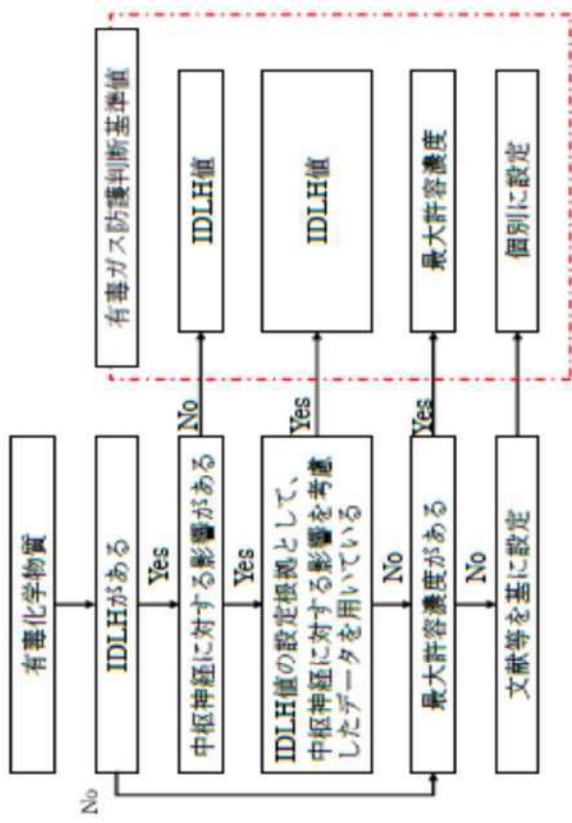 有毒化学物質
有毒ガス防護判断基準値
No
IDLHがある
Yes
中枢神経に対する影響がある
No
IDLH値
Yes
IDLH値の設定根拠として、
中枢神経に対する影響を考慮
したデータを用いている
Yes
IDLH値
No
最大許容濃度がある
Yes
最大許容濃度
No
文献等を基に設定
個別に設定